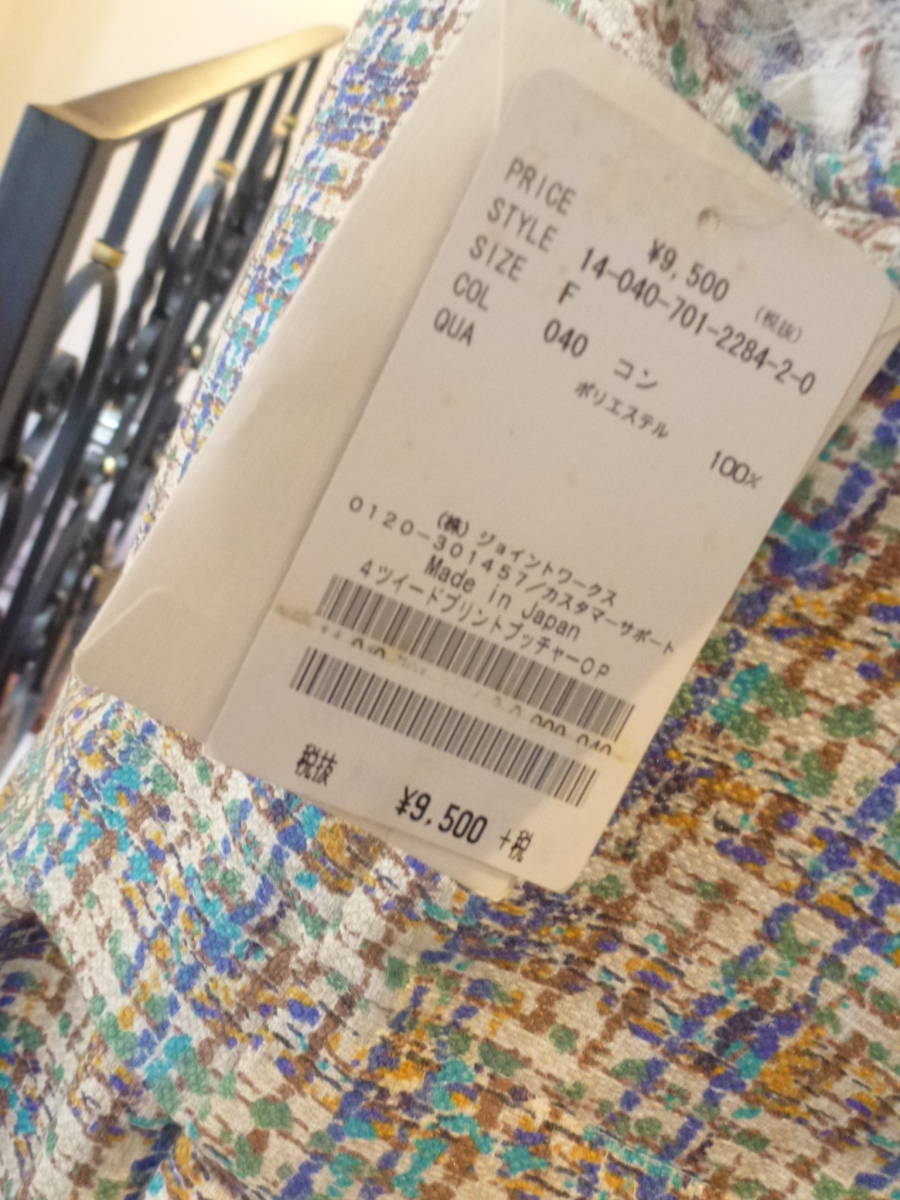 PRICE ¥9,500 (税抜)
STYLE 14-040-701-2284-2-0
SIZE F
COL 040 コン
QUA ポリエステル 100%
(株) ジョイントワークス
0120-301457/カスタマーサポート
Made in Japan
4ツイードプリントブッチャーOP
税抜 ¥9,500 +税